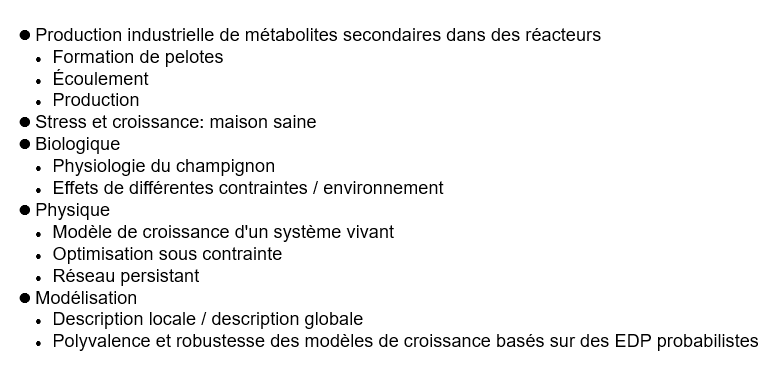 ● Production industrielle de métabolites secondaires dans des réacteurs
• Formation de pelotes
• Écoulement
• Production
● Stress et croissance: maison saine
● Biologique
• Physiologie du champignon
• Effets de différentes contraintes / environnement
● Physique
• Modèle de croissance d'un système vivant
• Optimisation sous contrainte
• Réseau persistant
● Modélisation
• Description locale / description globale
• Polyvalence et robustesse des modèles de croissance basés sur des EDP probabilistes